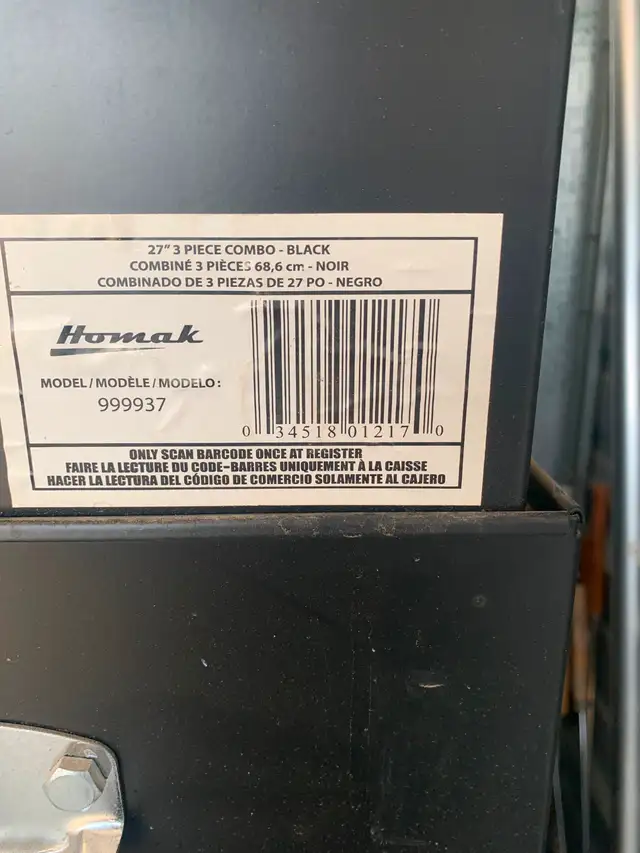 27" 3 PIECE COMBO - BLACK
COMBINÉ 3 PIÈCES 68,6 cm - NOIR
COMBINADO DE 3 PIEZAS DE 27 PO - NEGRO
Homak
MODEL / MODÈLE / MODELO :
999937
0 34518 01217 0
ONLY SCAN BARCODE ONCE AT REGISTER
FAIRE LA LECTURE DU CODE-BARRES UNIQUEMENT À LA CAISSE
HACER LA LECTURA DEL CÓDIGO DE COMERCIO SOLAMENTE AL CAJERO